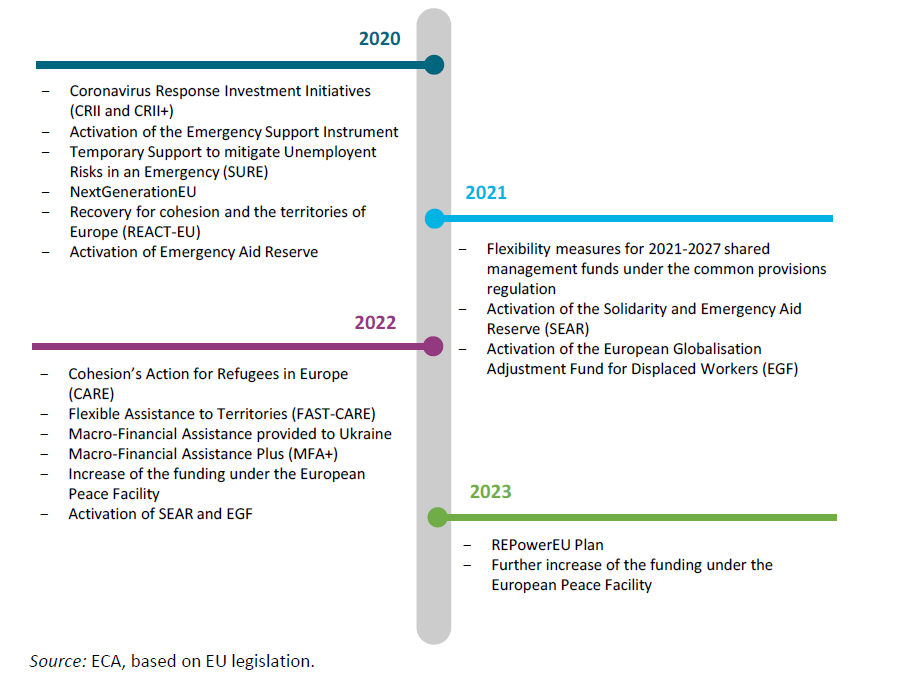 2020
– Coronavirus Response Investment Initiatives
(CRII and CRII+)
– Activation of the Emergency Support Instrument
– Temporary Support to mitigate Unemployent
Risks in an Emergency (SURE)
– NextGenerationEU
– Recovery for cohesion and the territories of
Europe (REACT-EU)
– Activation of Emergency Aid Reserve
2021
– Flexibility measures for 2021-2027 shared
management funds under the common provisions
regulation
– Activation of the Solidarity and Emergency Aid
Reserve (SEAR)
– Activation of the European Globalisation
Adjustment Fund for Displaced Workers (EGF)
2022
– Cohesion’s Action for Refugees in Europe
(CARE)
– Flexible Assistance to Territories (FAST-CARE)
– Macro-Financial Assistance provided to Ukraine
– Macro-Financial Assistance Plus (MFA+)
– Increase of the funding under the European
Peace Facility
– Activation of SEAR and EGF
2023
– REPowerEU Plan
– Further increase of the funding under the
European Peace Facility
Source: ECA, based on EU legislation.